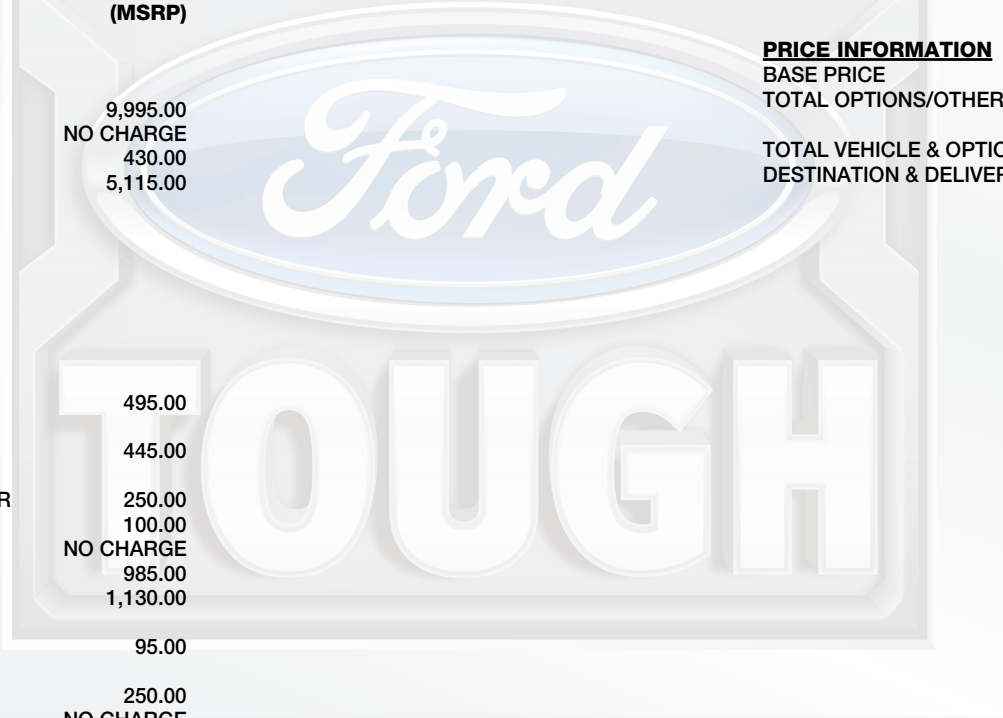 (MSRP)
PRICE INFORMATION
BASE PRICE
TOTAL OPTIONS/OTHER
9,995.00
NO CHARGE
430.00
5,115.00
TOTAL VEHICLE & OPTIO
DESTINATION & DELIVER
Ford
TOUGH
495.00
445.00
R 250.00
100.00
NO CHARGE
985.00
1,130.00
95.00
250.00
NO CHARGE